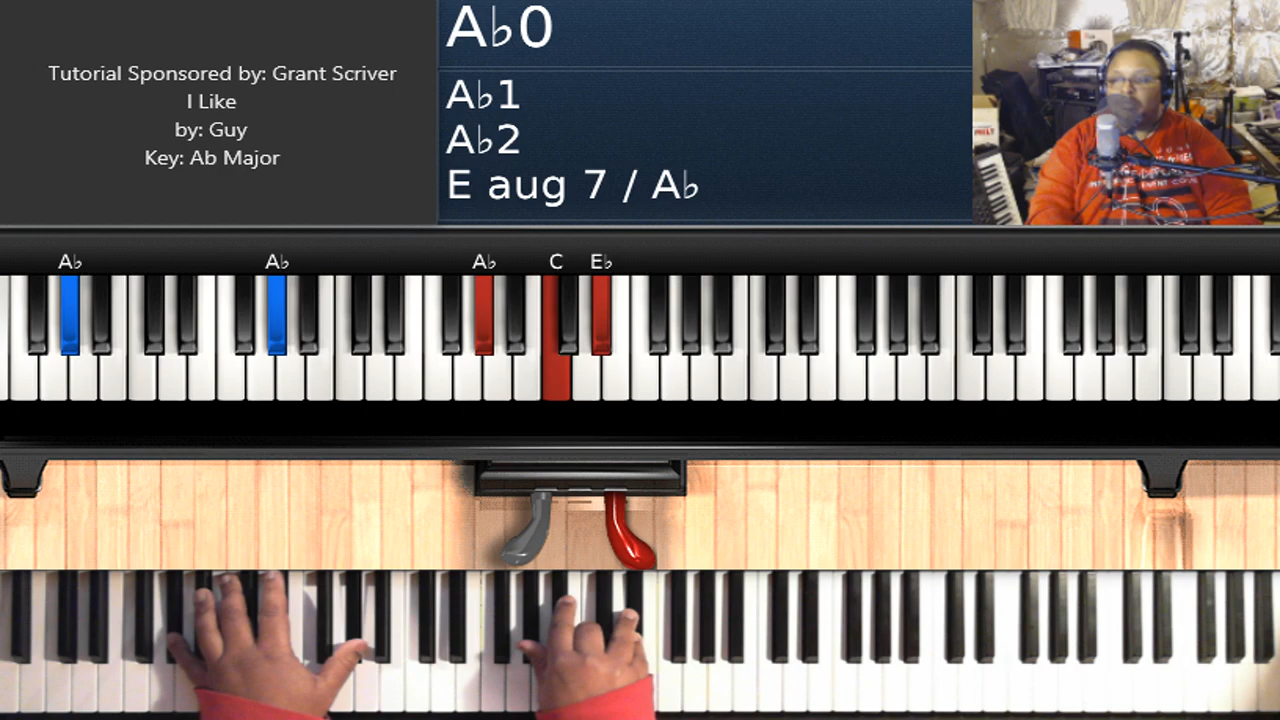 Tutorial Sponsored by: Grant Scriver
I Like
by: Guy
Key: Ab Major
A♭0
A♭1
A♭2
E aug 7 / A♭
A♭ A♭ A♭ C E♭